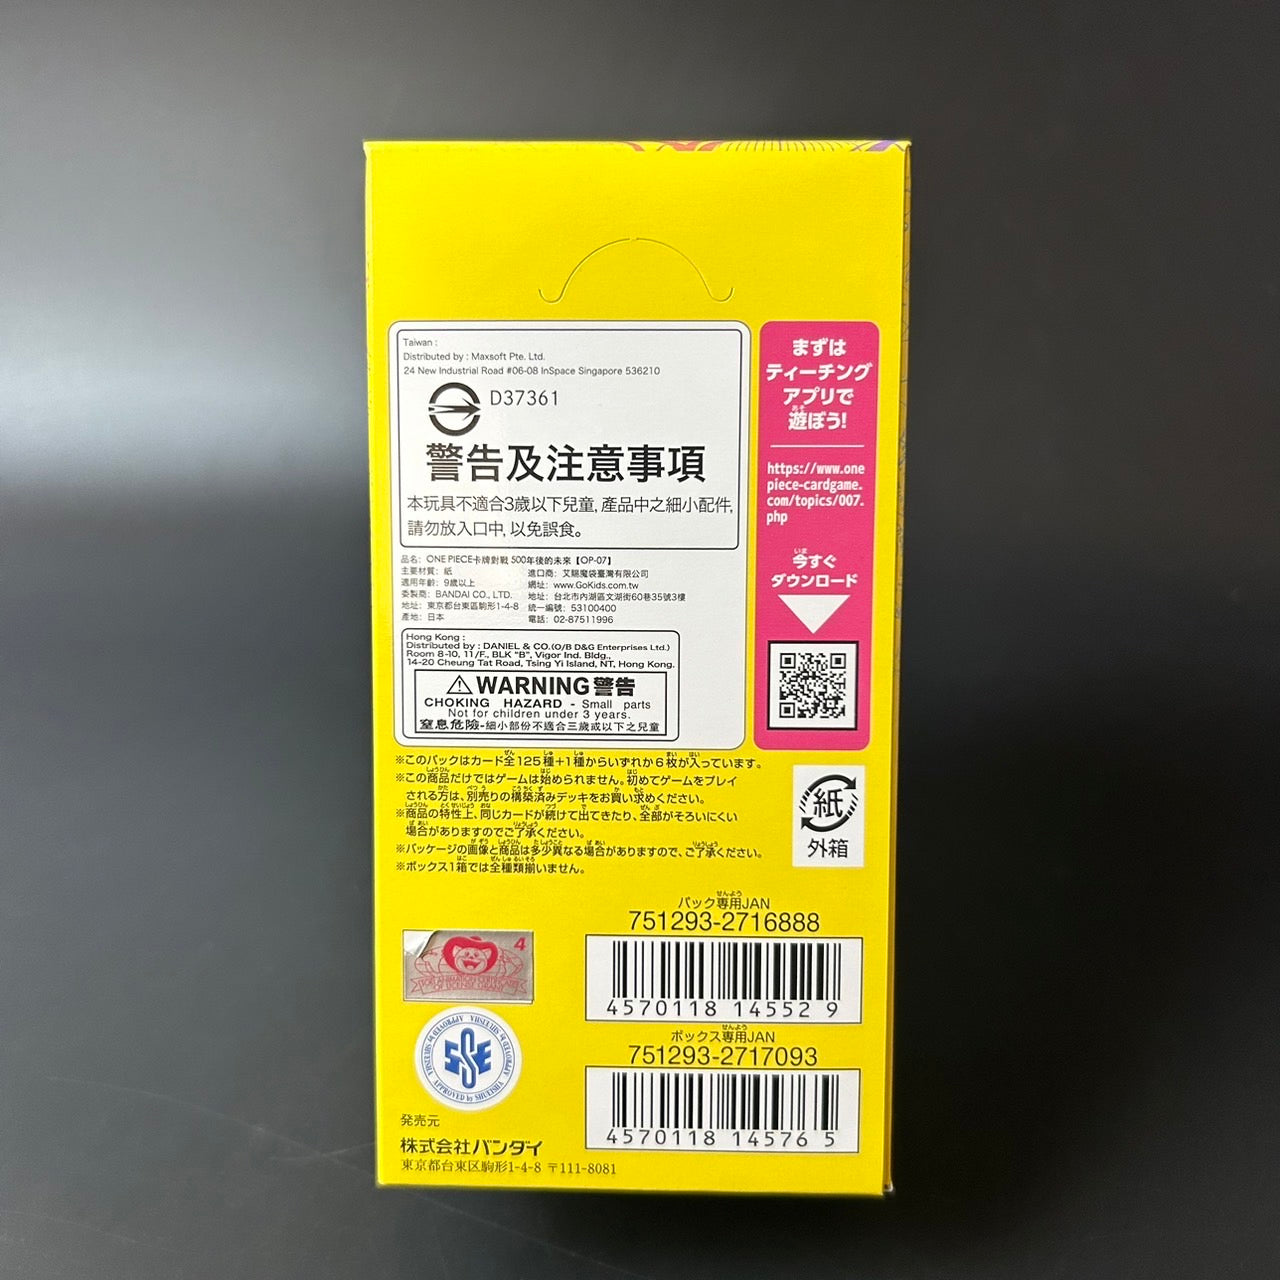 Taiwan :
Distributed by : Maxsoft Pte. Ltd.
24 New Industrial Road #06-08 InSpace Singapore 536210
D37361
警告及注意事項
本玩具不適合3歲以下兒童, 產品中之細小配件,
請勿放入口中, 以免誤食。
品名: ONE PIECE卡牌對戰 500年後的未來【OP-07】
主要材質: 紙
適用年齡: 9歲以上
委製商: BANDAI CO., LTD.
地址: 東京都台東區駒形1-4-8
產地: 日本
進口商: 艾賜魔袋臺灣有限公司
網址: www.GoKids.com.tw
地址: 台北市內湖區文湖街60巷35號3樓
統一編號: 53100400
電話: 02-87511996
Hong Kong :
Distributed by : DANIEL & CO.(O/B D&G Enterprises Ltd.)
Room 8-10, 11/F., BLK "B", Vigor Ind. Bldg.,
14-20 Cheung Tat Road, Tsing Yi Island, NT, Hong Kong.
WARNING 警告
CHOKING HAZARD - Small parts
Not for children under 3 years.
窒息危險-細小部份不適合三歲或以下之兒童
まずは
ティーチング
アプリで
遊ぼう!
https://www.one
piece-cardgame.
com/topics/007.
php
今すぐ
ダウンロード
※このパックはカード全125種+1種からいずれか6枚が入っています。
※この商品だけではゲームは始められません。初めてゲームをプレイ
される方は、別売りの構築済みデッキをお買い求めください。
※商品の特性上、同じカードが続けて出てきたり、全部がそろいにくい
場合がありますのでご了承ください。
※パッケージの画像と商品は多少異なる場合がありますので、ご了承ください。
※ボックス1箱では全種類揃いません。
紙
外箱
パック専用JAN
751293-2716888
4570118 14552 9
ボックス専用JAN
751293-2717093
4570118 14576 5
4
TOEI ANIMATION CERTIFICATE
OF LICENSE GRANT
APPROVED by SHUEISHA
発売元
株式会社バンダイ
東京都台東区駒形1-4-8 〒111-8081